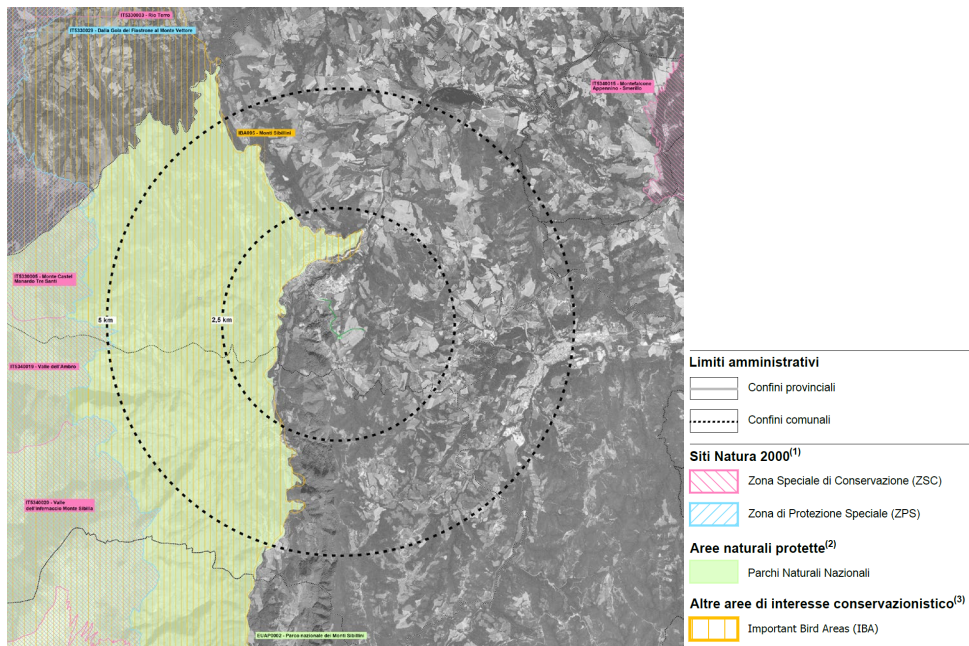 IT5330003 - Rio Terro
IT5330029 - Dalla Gola del Fiastrone al Monte Vettore
IT5340015 - Montefalcone
Appennino - Smerillo
IBA095 - Monti Sibillini
IT5330005 - Monte Castel
Manardo Tre Santi
5 km
2,5 km
IT5340019 - Valle dell'Ambro
IT5340020 - Valle
dell'Infernaccio Monte Sibilla
EUAP0002 - Parco nazionale dei Monti Sibillini
Limiti amministrativi
Confini provinciali
Confini comunali
Siti Natura 2000(1)
Zona Speciale di Conservazione (ZSC)
Zona di Protezione Speciale (ZPS)
Aree naturali protette(2)
Parchi Naturali Nazionali
Altre aree di interesse conservazionistico(3)
Important Bird Areas (IBA)